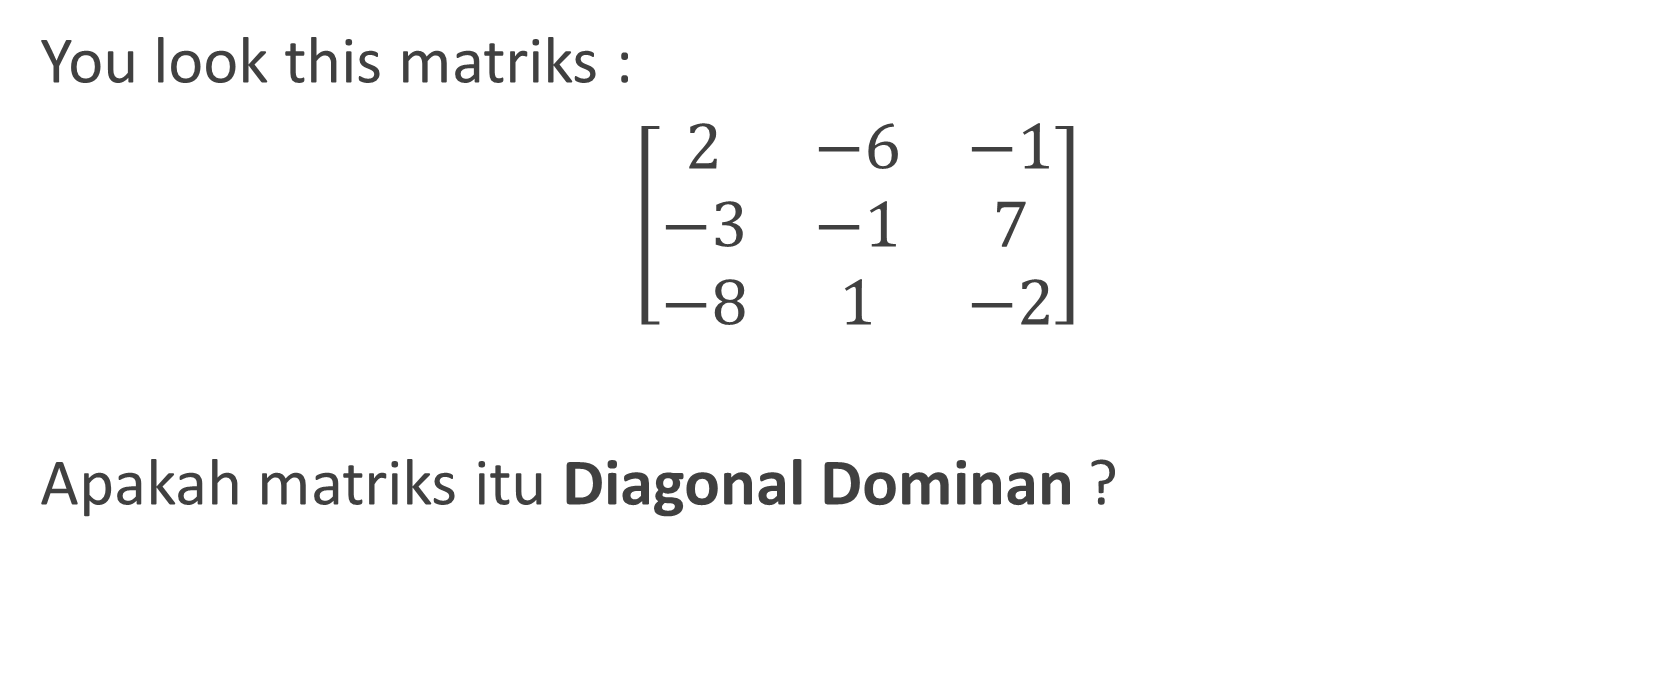 You look this matriks :
2 −6 −1
−3 −1 7
−8 1 −2
Apakah matriks itu Diagonal Dominan ?